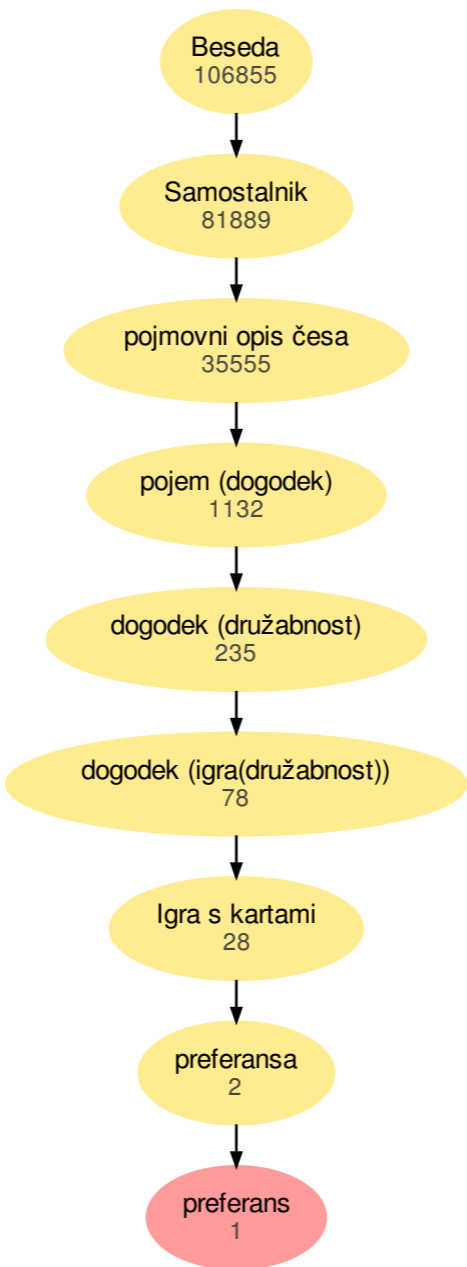 Beseda
106855
Samostalnik
81889
pojmovni opis česa
35555
pojem (dogodek)
1132
dogodek (družabnost)
235
dogodek (igra(družabnost))
78
Igra s kartami
28
preferansa
2
preferans
1